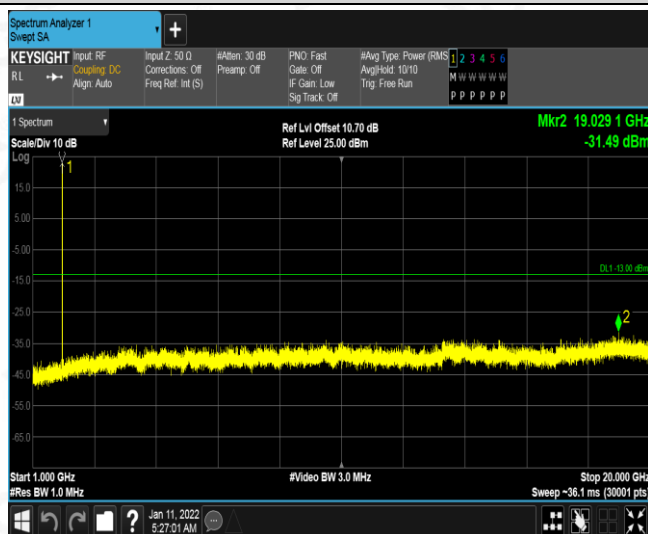 Spectrum Analyzer 1
Swept SA
+
KEYSIGHT
RL
LXI
Input: RF
Coupling: DC
Align: Auto
Input Z: 50 Ω
Corrections: Off
Freq Ref: Int (S)
#Atten: 30 dB
Preamp: Off
PNO: Fast
Gate: Off
IF Gain: Low
Sig Track: Off
#Avg Type: Power (RMS
Avg|Hold: 10/10
Trig: Free Run
1 2 3 4 5 6
M W W W W W
P P P P P P
1 Spectrum
Scale/Div 10 dB
Ref Lvl Offset 10.70 dB
Ref Level 25.00 dBm
Mkr2 19.029 1 GHz
-31.49 dBm
Log
1
15.0
5.00
-5.00
DL1 -13.00 dBm
-15.0
-25.0
2
-35.0
-45.0
-55.0
-65.0
Start 1.000 GHz
#Res BW 1.0 MHz
#Video BW 3.0 MHz
Stop 20.000 GHz
Sweep ~36.1 ms (30001 pts)
?
Jan 11, 2022
5:27:01 AM